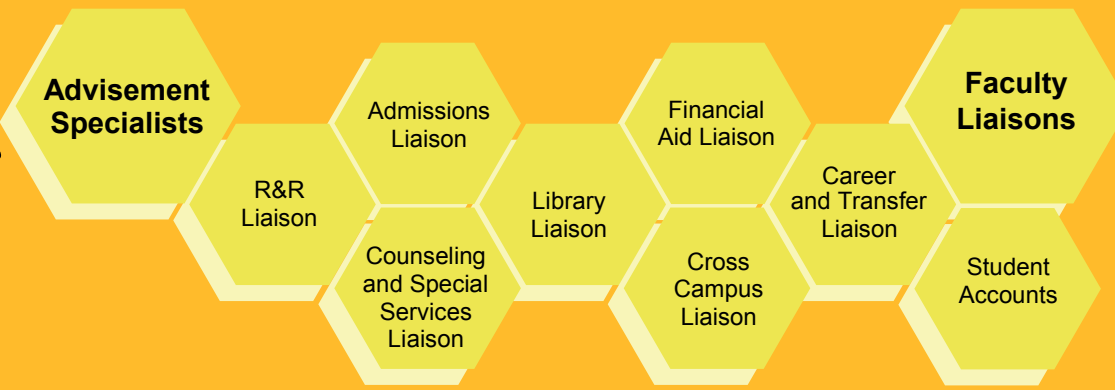 Advisement
Specialists
R&R
Liaison
Admissions
Liaison
Counseling
and Special
Services
Liaison
Library
Liaison
Financial
Aid Liaison
Cross
Campus
Liaison
Career
and Transfer
Liaison
Faculty
Liaisons
Student
Accounts